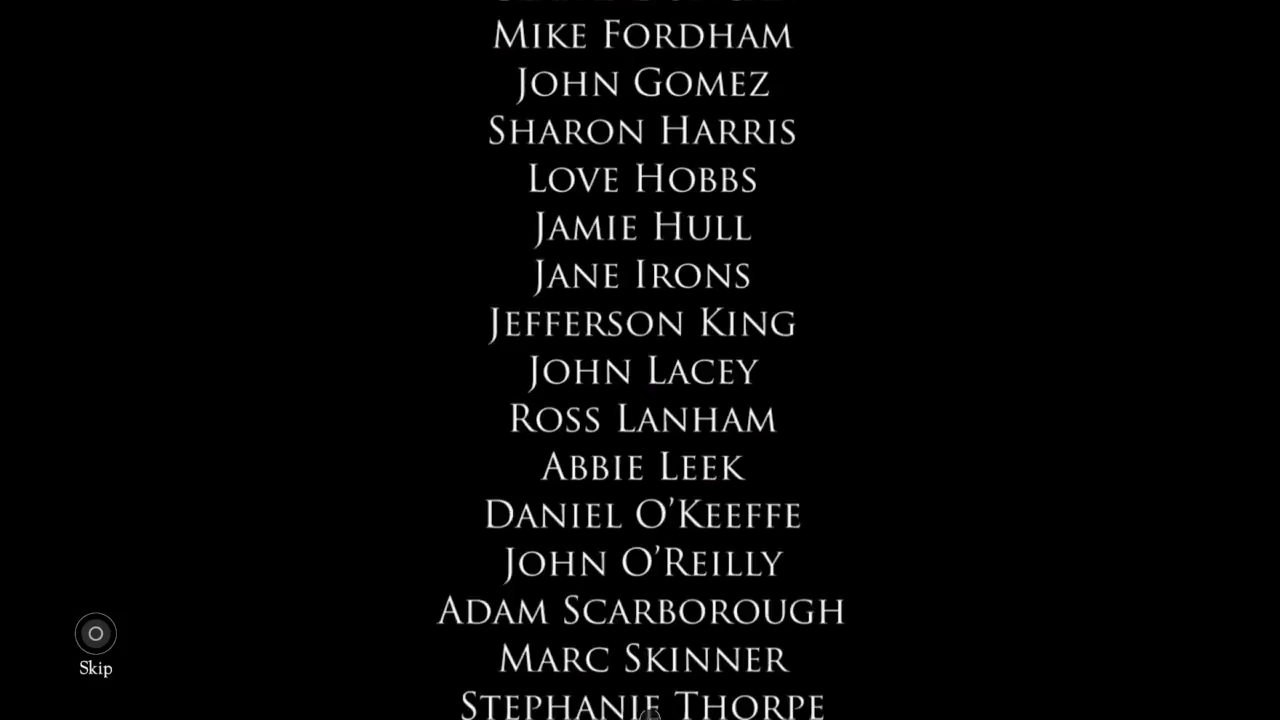 MIKE FORDHAM
JOHN GOMEZ
SHARON HARRIS
LOVE HOBBS
JAMIE HULL
JANE IRONS
JEFFERSON KING
JOHN LACEY
ROSS LANHAM
ABBIE LEEK
DANIEL O'KEEFFE
JOHN O'REILLY
ADAM SCARBOROUGH
MARC SKINNER
STEPHANIE THORPE
Skip